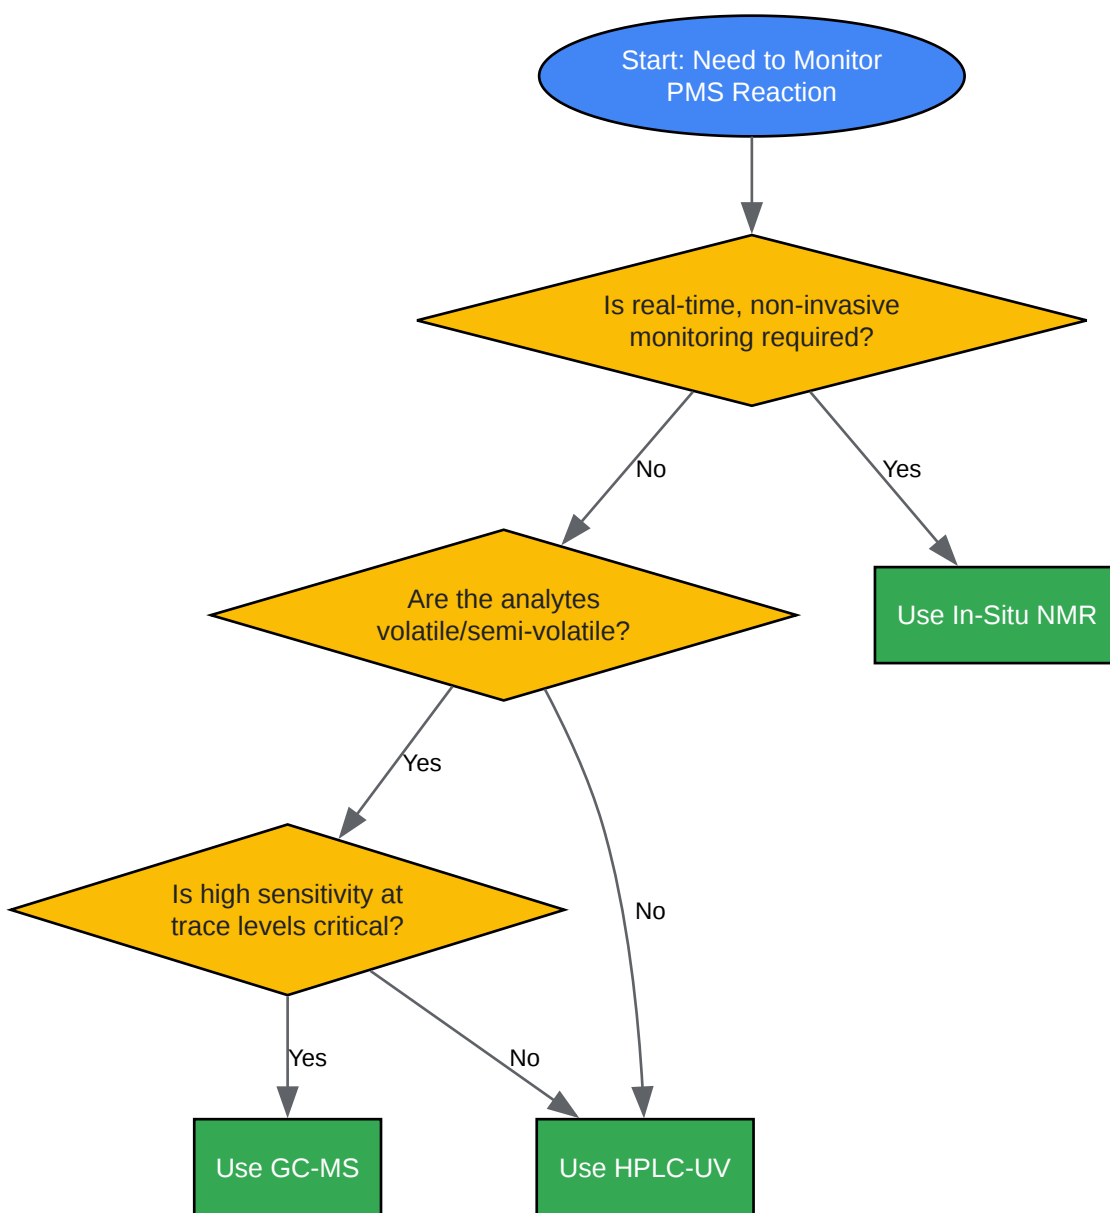 Start: Need to Monitor
PMS Reaction
Is real-time, non-invasive
monitoring required?
No
Yes
Are the analytes
volatile/semi-volatile?
Use In-Situ NMR
Yes
No
Is high sensitivity at
trace levels critical?
Yes
No
Use GC-MS
Use HPLC-UV